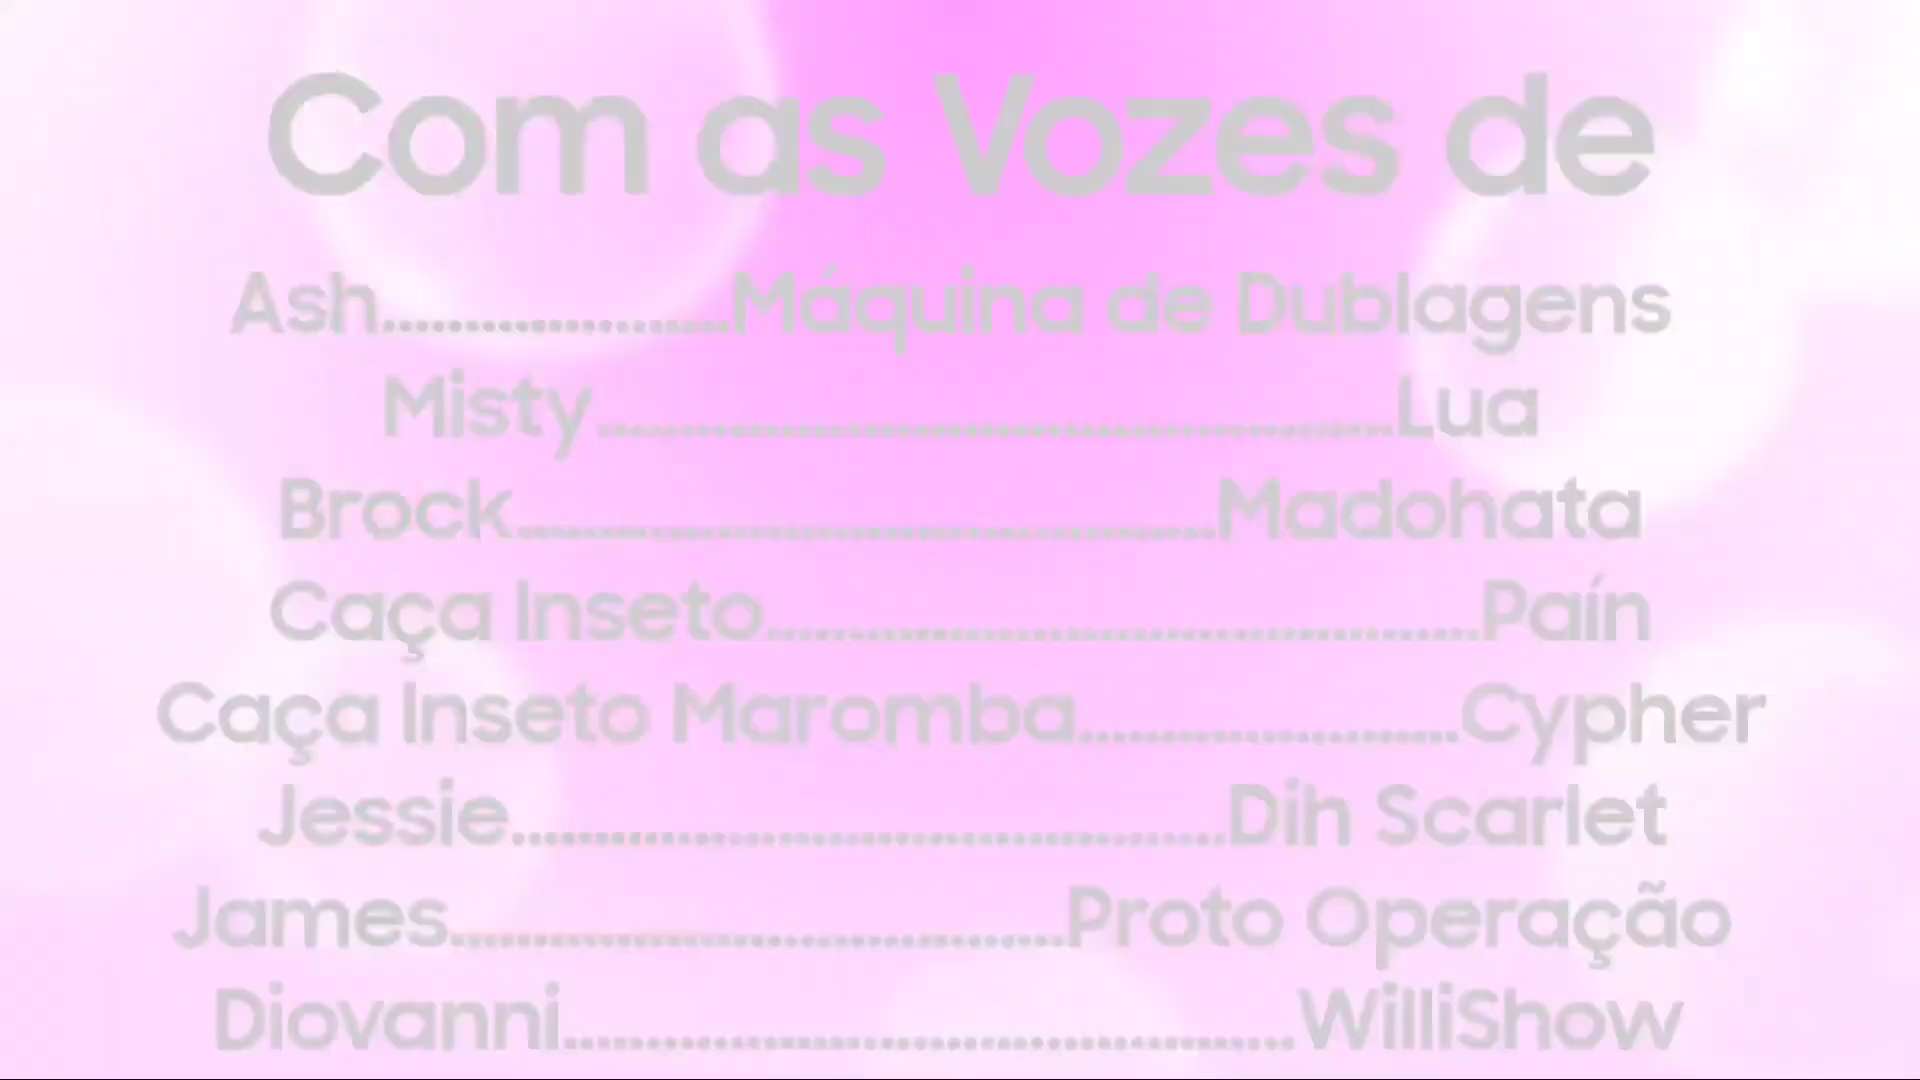 Com as Vozes de
Ash.........................Máquina de Dublagens
Misty..........................................................Lua
Brock...................................................Madohata
Caça Inseto....................................................Paín
Caça Inseto Maromba...........................Cypher
Jessie....................................................Dih Scarlet
James.............................................Proto Operação
Diovanni.....................................................WilliShow